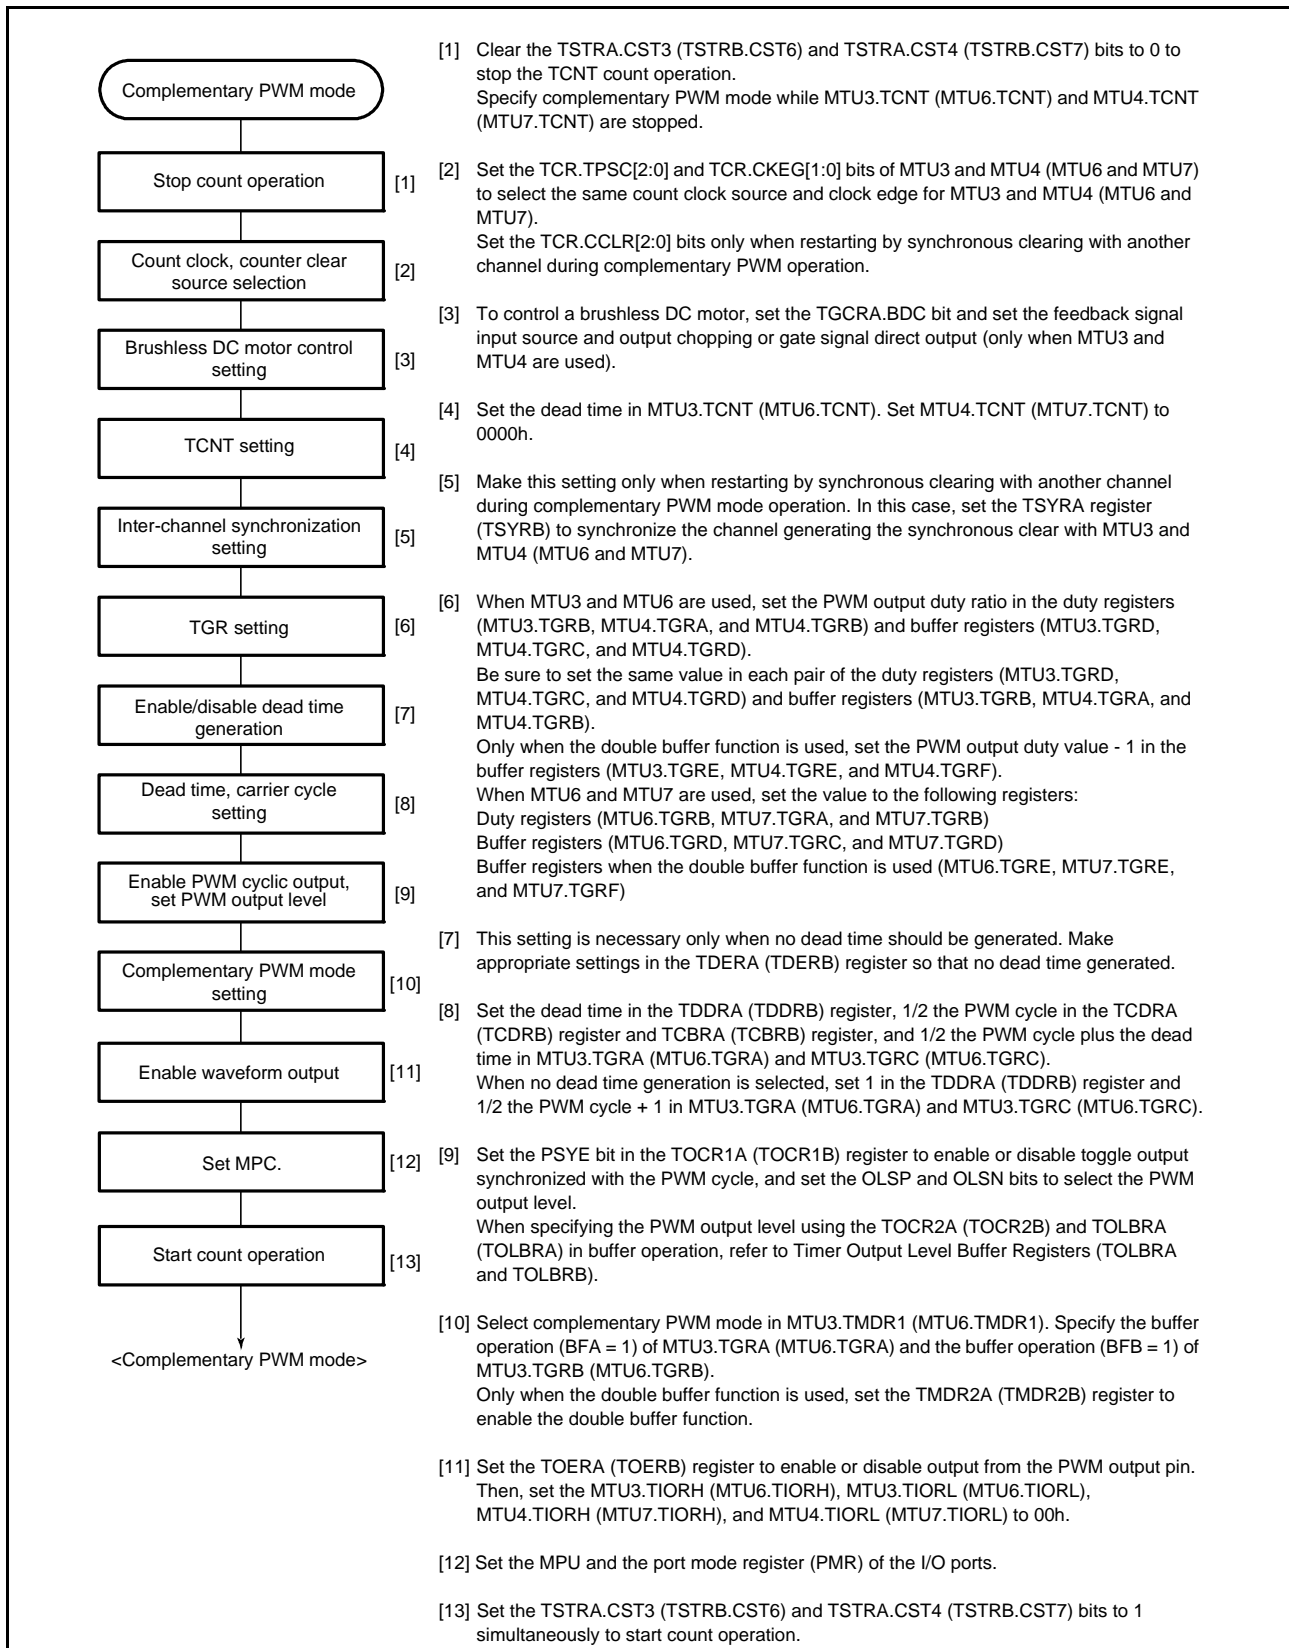 Complementary PWM mode
Stop count operation
[1]
Count clock, counter clear
source selection
[2]
Brushless DC motor control
setting
[3]
TCNT setting
[4]
Inter-channel synchronization
setting
[5]
TGR setting
[6]
Enable/disable dead time
generation
[7]
Dead time, carrier cycle
setting
[8]
Enable PWM cyclic output,
set PWM output level
[9]
Complementary PWM mode
setting
[10]
Enable waveform output
[11]
Set MPC.
[12]
Start count operation
[13]
<Complementary PWM mode>
[1] Clear the TSTRA.CST3 (TSTRB.CST6) and TSTRA.CST4 (TSTRB.CST7) bits to 0 to
stop the TCNT count operation.
Specify complementary PWM mode while MTU3.TCNT (MTU6.TCNT) and MTU4.TCNT
(MTU7.TCNT) are stopped.
[2] Set the TCR.TPSC[2:0] and TCR.CKEG[1:0] bits of MTU3 and MTU4 (MTU6 and MTU7)
to select the same count clock source and clock edge for MTU3 and MTU4 (MTU6 and
MTU7).
Set the TCR.CCLR[2:0] bits only when restarting by synchronous clearing with another
channel during complementary PWM operation.
[3] To control a brushless DC motor, set the TGCRA.BDC bit and set the feedback signal
input source and output chopping or gate signal direct output (only when MTU3 and
MTU4 are used).
[4] Set the dead time in MTU3.TCNT (MTU6.TCNT). Set MTU4.TCNT (MTU7.TCNT) to
0000h.
[5] Make this setting only when restarting by synchronous clearing with another channel
during complementary PWM mode operation. In this case, set the TSYRA register
(TSYRB) to synchronize the channel generating the synchronous clear with MTU3 and
MTU4 (MTU6 and MTU7).
[6] When MTU3 and MTU6 are used, set the PWM output duty ratio in the duty registers
(MTU3.TGRB, MTU4.TGRA, and MTU4.TGRB) and buffer registers (MTU3.TGRD,
MTU4.TGRC, and MTU4.TGRD).
Be sure to set the same value in each pair of the duty registers (MTU3.TGRD,
MTU4.TGRC, and MTU4.TGRD) and buffer registers (MTU3.TGRB, MTU4.TGRA, and
MTU4.TGRB).
Only when the double buffer function is used, set the PWM output duty value - 1 in the
buffer registers (MTU3.TGRE, MTU4.TGRE, and MTU4.TGRF).
When MTU6 and MTU7 are used, set the value to the following registers:
Duty registers (MTU6.TGRB, MTU7.TGRA, and MTU7.TGRB)
Buffer registers (MTU6.TGRD, MTU7.TGRC, and MTU7.TGRD)
Buffer registers when the double buffer function is used (MTU6.TGRE, MTU7.TGRE,
and MTU7.TGRF)
[7] This setting is necessary only when no dead time should be generated. Make
appropriate settings in the TDERA (TDERB) register so that no dead time generated.
[8] Set the dead time in the TDDRA (TDDRB) register, 1/2 the PWM cycle in the TCDRA
(TCDRB) register and TCBRA (TCBRB) register, and 1/2 the PWM cycle plus the dead
time in MTU3.TGRA (MTU6.TGRA) and MTU3.TGRC (MTU6.TGRC).
When no dead time generation is selected, set 1 in the TDDRA (TDDRB) register and
1/2 the PWM cycle + 1 in MTU3.TGRA (MTU6.TGRA) and MTU3.TGRC (MTU6.TGRC).
[9] Set the PSYE bit in the TOCR1A (TOCR1B) register to enable or disable toggle output
synchronized with the PWM cycle, and set the OLSP and OLSN bits to select the PWM
output level.
When specifying the PWM output level using the TOCR2A (TOCR2B) and TOLBRA
(TOLBRA) in buffer operation, refer to Timer Output Level Buffer Registers (TOLBRA
and TOLBRB).
[10] Select complementary PWM mode in MTU3.TMDR1 (MTU6.TMDR1). Specify the buffer
operation (BFA = 1) of MTU3.TGRA (MTU6.TGRA) and the buffer operation (BFB = 1) of
MTU3.TGRB (MTU6.TGRB).
Only when the double buffer function is used, set the TMDR2A (TMDR2B) register to
enable the double buffer function.
[11] Set the TOERA (TOERB) register to enable or disable output from the PWM output pin.
Then, set the MTU3.TIORH (MTU6.TIORH), MTU3.TIORL (MTU6.TIORL),
MTU4.TIORH (MTU7.TIORH), and MTU4.TIORL (MTU7.TIORL) to 00h.
[12] Set the MPU and the port mode register (PMR) of the I/O ports.
[13] Set the TSTRA.CST3 (TSTRB.CST6) and TSTRA.CST4 (TSTRB.CST7) bits to 1
simultaneously to start count operation.